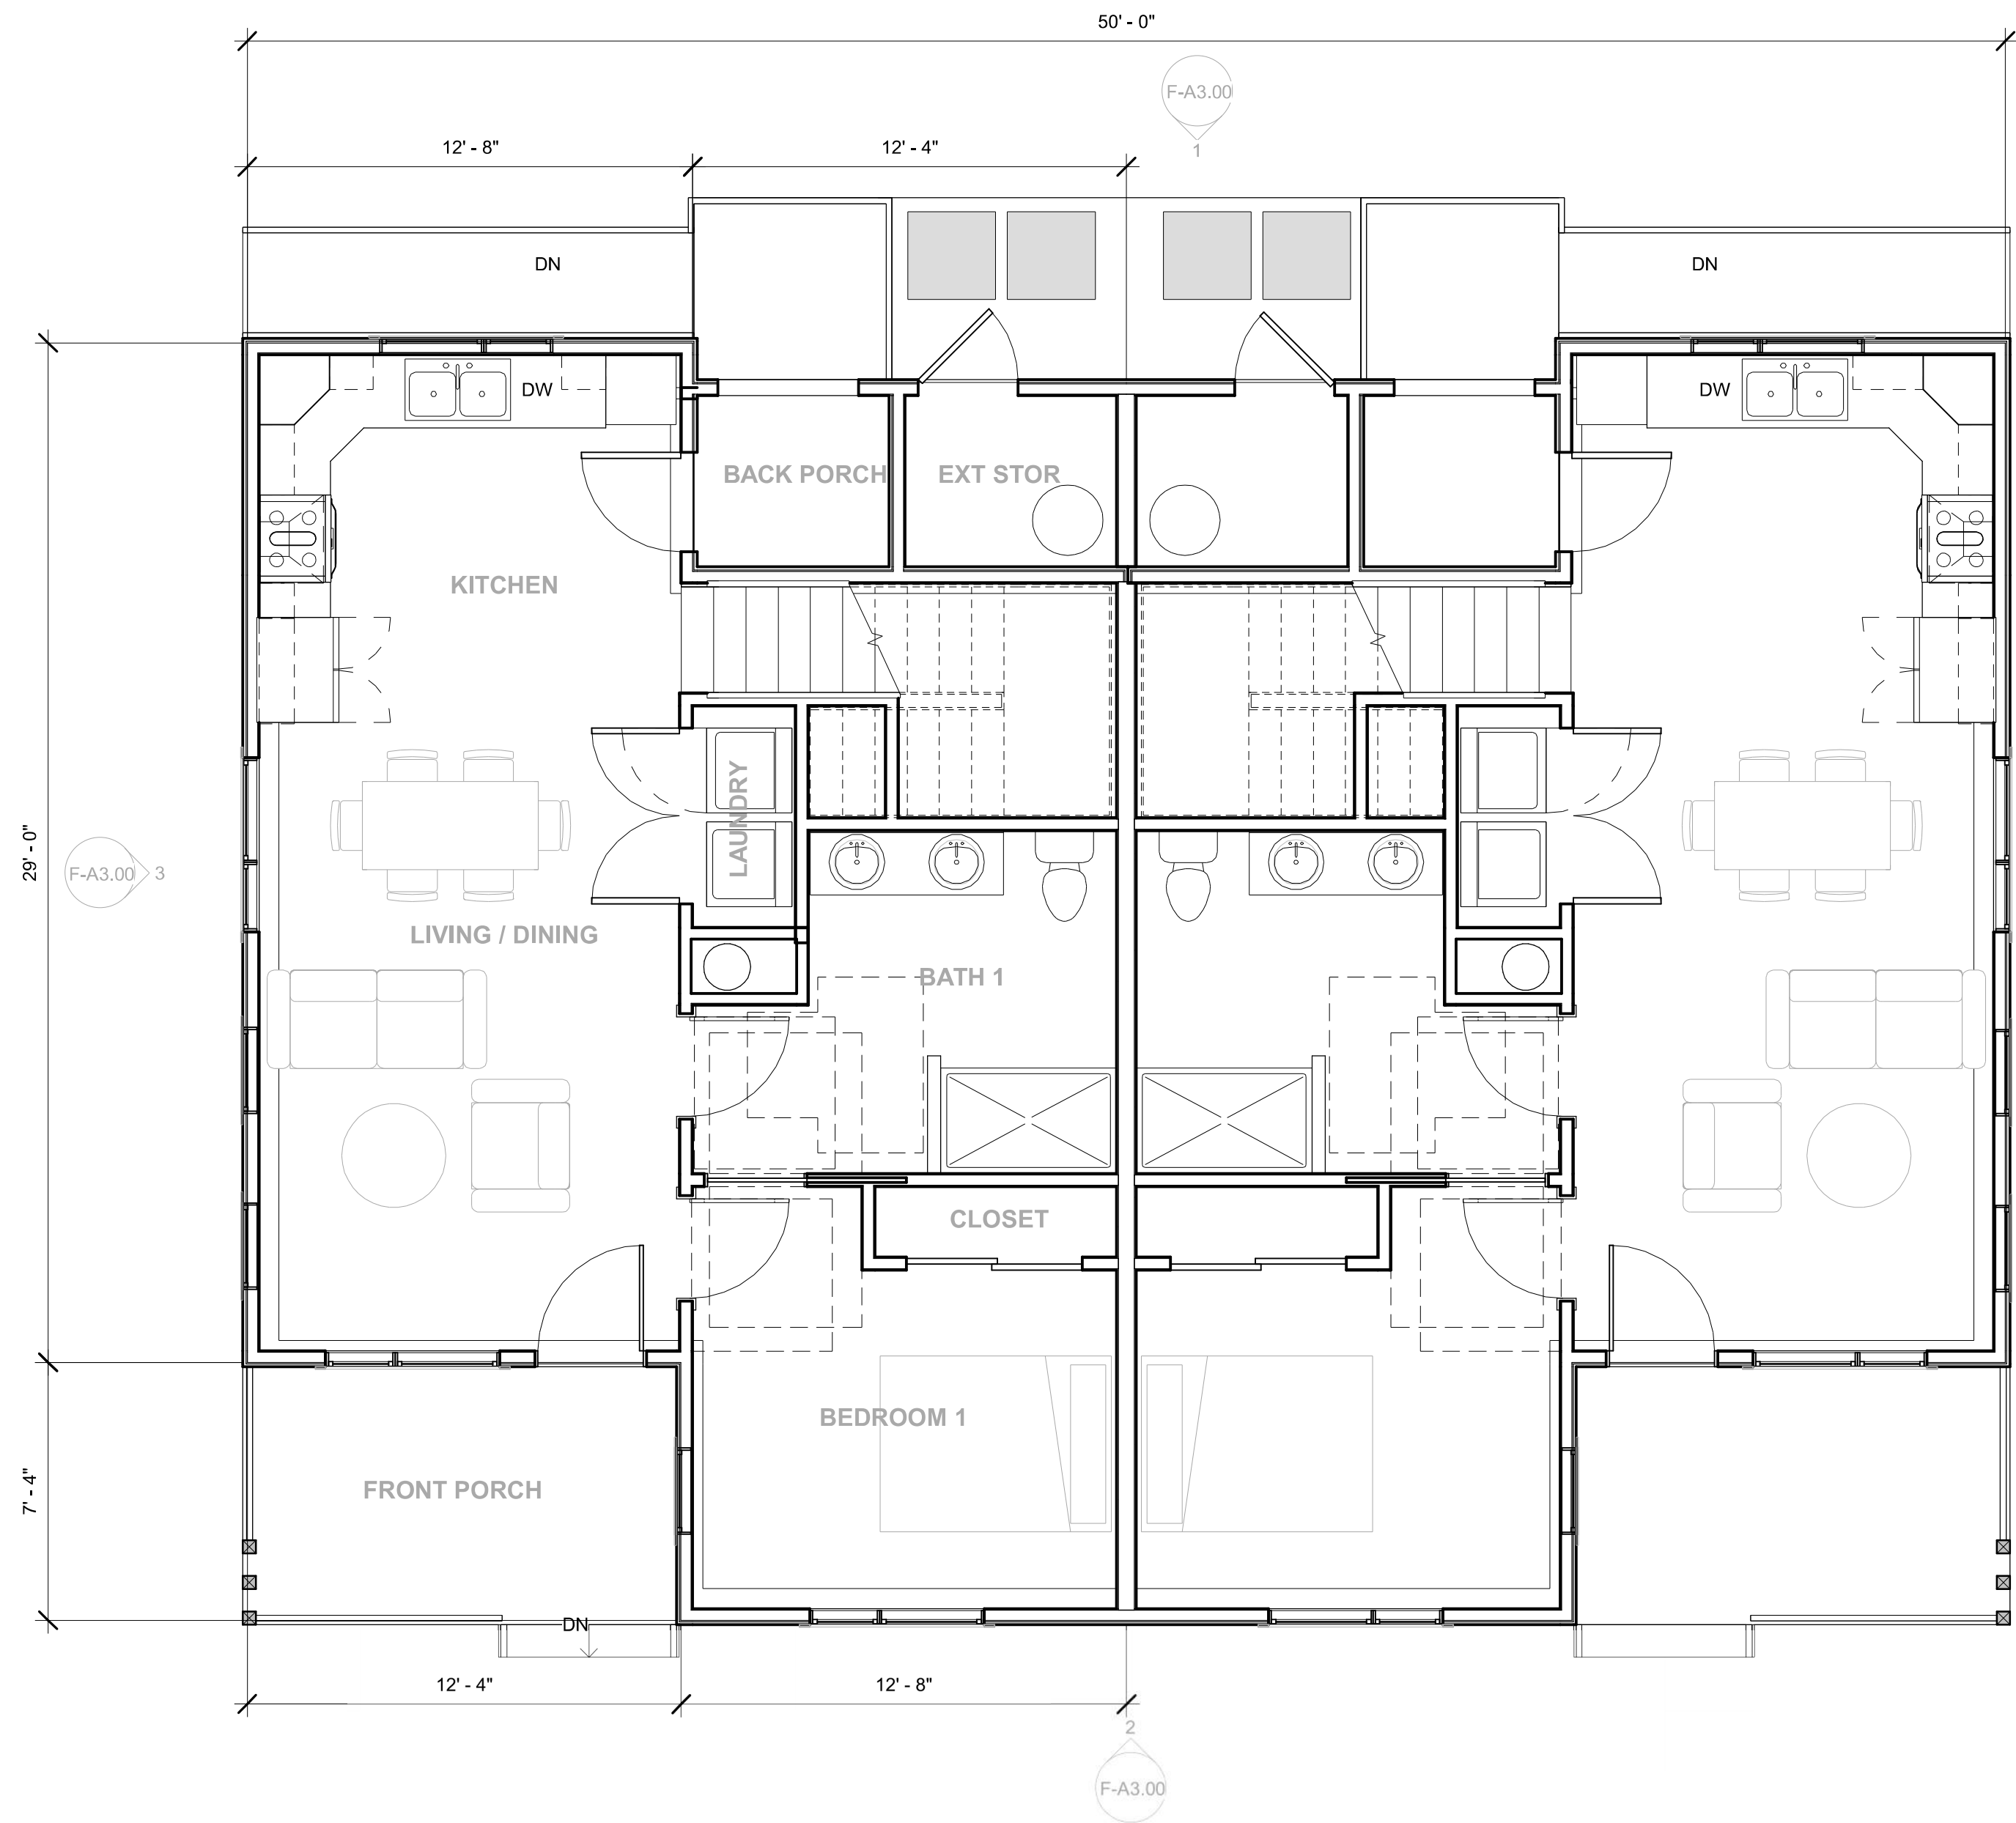 50' - 0"
F-A3.00
1
12' - 8"
12' - 4"
DN
DN
DW
DW
BACK PORCH
EXT STOR
KITCHEN
LAUNDRY
29' - 0"
F-A3.00
3
LIVING / DINING
BATH 1
CLOSET
BEDROOM 1
FRONT PORCH
7' - 4"
DN
12' - 4"
12' - 8"
2
F-A3.00